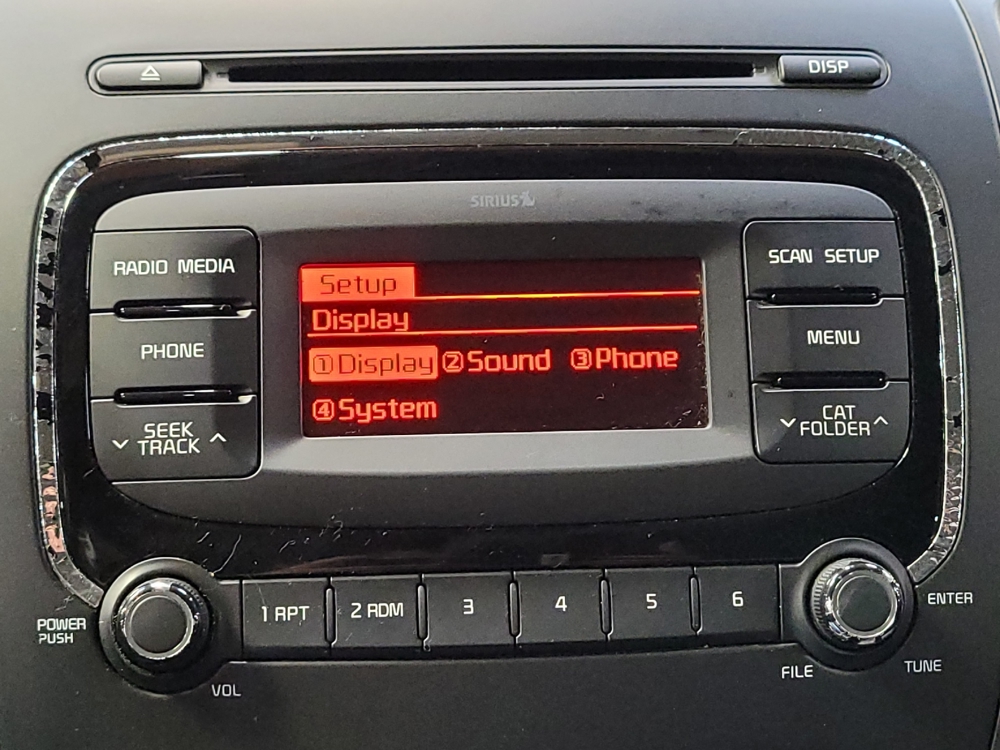 DISP
SIRIUS
RADIO MEDIA
PHONE
SEEK
TRACK
Setup
Display
①Display ②Sound ③Phone
④System
SCAN SETUP
MENU
CAT
FOLDER
1 RPT 2 RDM 3 4 5 6
POWER
PUSH
VOL
ENTER
FILE
TUNE